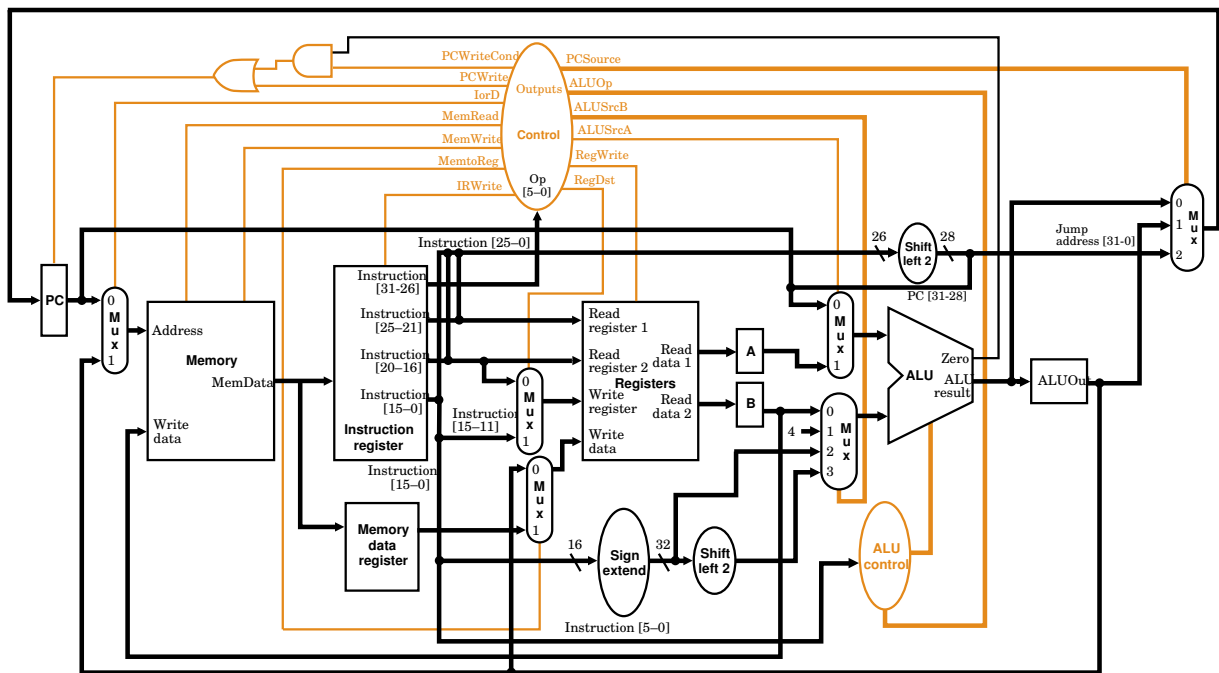 PCWriteCond
PCSource
PCWrite
Outputs
ALUOp
IorD
ALUSrcB
MemRead
Control
ALUSrcA
MemWrite
RegWrite
MemtoReg
Op
[5–0]
RegDst
IRWrite
Instruction [25–0]
26
Shift
left 2
28
Jump
address [31-0]
0
1
2
M
u
x
PC
0
M
u
x
1
Address
Memory
MemData
Write
data
Instruction
[31-26]
Instruction
[25–21]
Instruction
[20–16]
Instruction
[15–0]
Instruction
register
Instruction
[15–11]
Instruction
[15–0]
0
M
u
x
1
0
M
u
x
1
Read
register 1
Read
register 2
Registers
Write
register
Write
data
Read
data 1
Read
data 2
A
B
PC [31-28]
0
M
u
x
1
4
0
1
2
3
M
u
x
Zero
ALU
ALU
result
ALUOut
Memory
data
register
16
Sign
extend
32
Shift
left 2
ALU
control
Instruction [5–0]